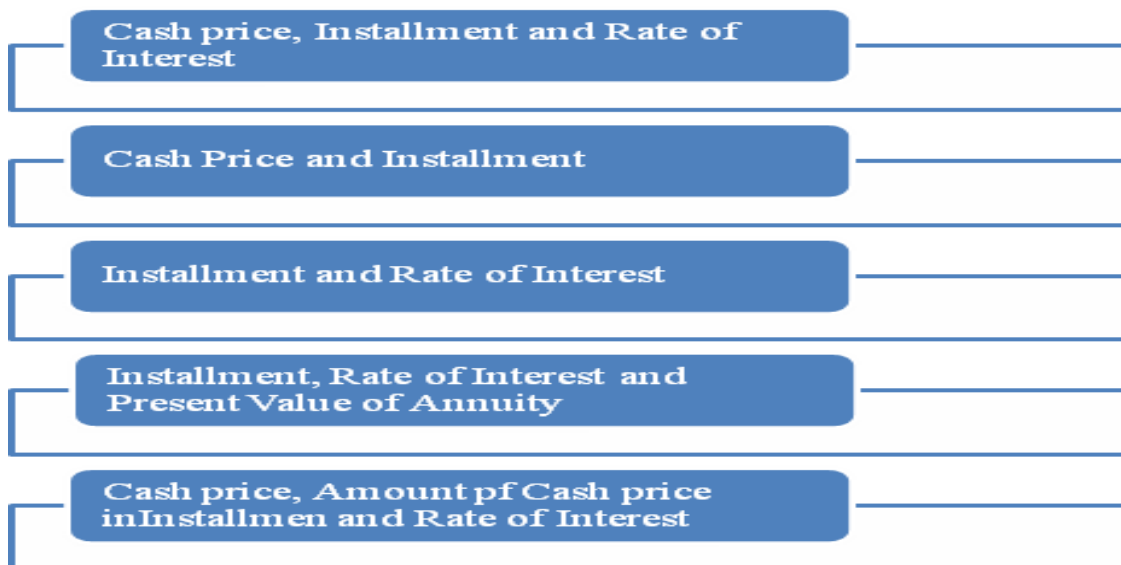 Cash price, Installment and Rate of
Interest
Cash Price and Installment
Installment and Rate of Interest
Installment, Rate of Interest and
Present Value of Annuity
Cash price, Amount pf Cash price
inInstallmen and Rate of Interest